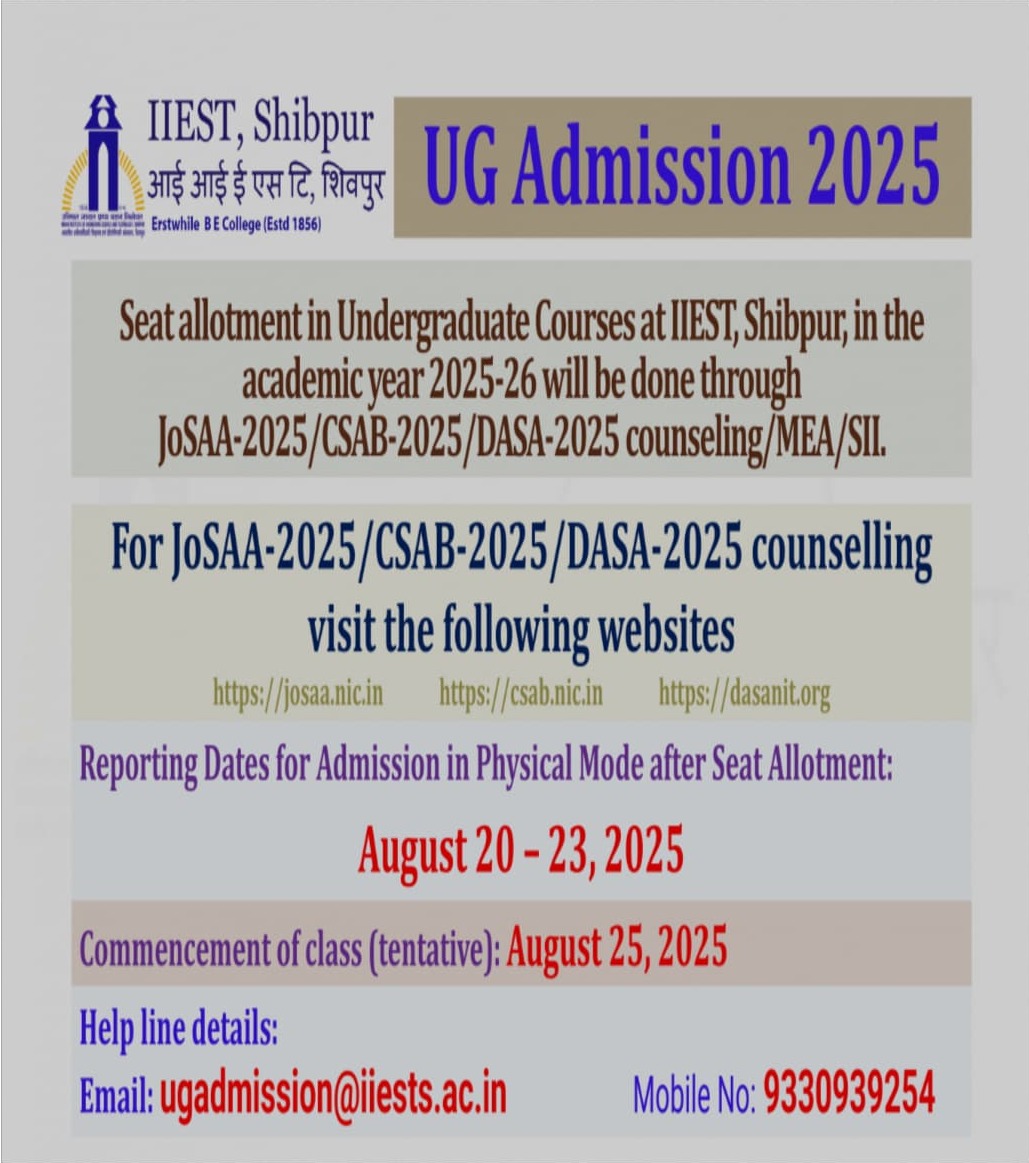 IIEST, Shibpur
आई आई ई एस टि, शिवपुर
Erstwhile B E College (Estd 1856)
UG Admission 2025
Seat allotment in Undergraduate Courses at IIEST, Shibpur, in the
academic year 2025-26 will be done through
JoSAA-2025/CSAB-2025/DASA-2025 counseling/MEA/SII.
For JoSAA-2025/CSAB-2025/DASA-2025 counselling
visit the following websites
https://josaa.nic.in https://csab.nic.in https://dasanit.org
Reporting Dates for Admission in Physical Mode after Seat Allotment:
August 20 – 23, 2025
Commencement of class (tentative): August 25, 2025
Help line details:
Email: ugadmission@iiests.ac.in Mobile No: 9330939254